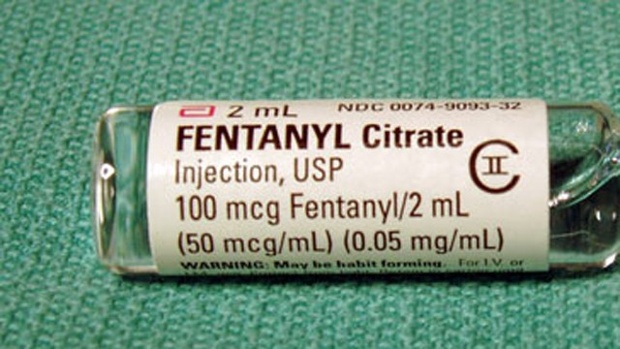 2 mL NDC 0074-9093-32
FENTANYL Citrate
Injection, USP
CII
100 mcg Fentanyl/2 mL
(50 mcg/mL) (0.05 mg/mL)
WARNING: May be habit forming. For I.V. or